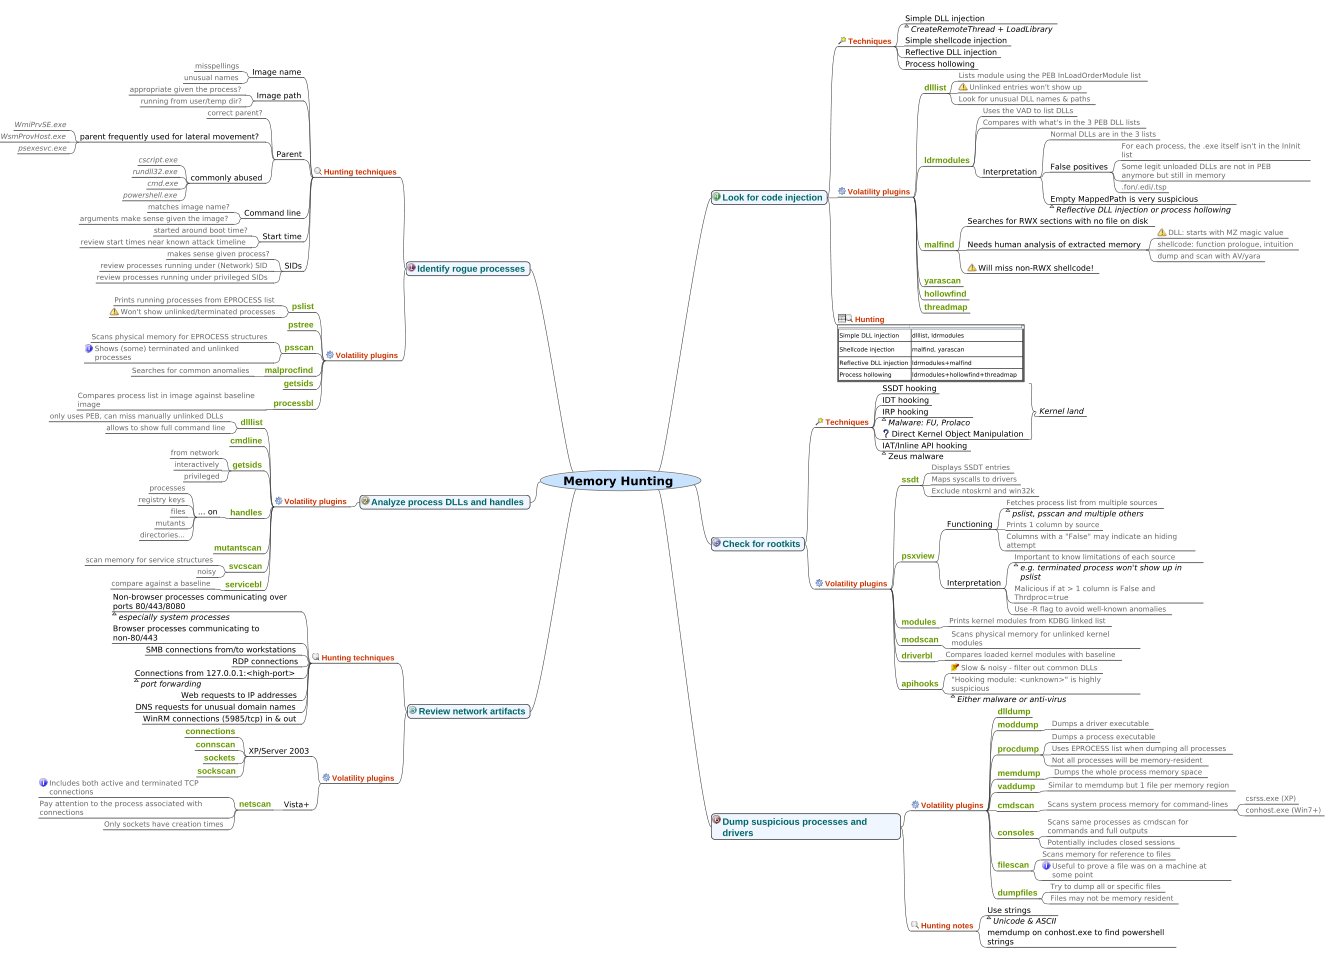 Memory Hunting
Identify rogue processes
Hunting techniques
Image name
misspellings
unusual names
Image path
appropriate given the process?
running from user/temp dir?
Parent
correct parent?
parent frequently used for lateral movement?
WmiPrvSE.exe
WsmProvHost.exe
psexesvc.exe
commonly abused
cscript.exe
rundll32.exe
cmd.exe
powershell.exe
Command line
matches image name?
arguments make sense given the image?
Start time
started around boot time?
review start times near known attack timeline
SIDs
makes sense given process?
review processes running under (Network) SID
review processes running under privileged SIDs
Volatility plugins
pslist
Prints running processes from EPROCESS list
Won't show unlinked/terminated processes
pstree
psscan
Scans physical memory for EPROCESS structures
Shows (some) terminated and unlinked
processes
malprocfind
Searches for common anomalies
getsids
processbl
Compares process list in image against baseline
image
Analyze process DLLs and handles
Volatility plugins
dlllist
only uses PEB, can miss manually unlinked DLLs
allows to show full command line
cmdline
getsids
from network
interactively
privileged
handles
... on
processes
registry keys
files
mutants
directories...
mutantscan
svcscan
scan memory for service structures
noisy
servicebl
compare against a baseline
Review network artifacts
Hunting techniques
Non-browser processes communicating over
ports 80/443/8080
especially system processes
Browser processes communicating to
non-80/443
SMB connections from/to workstations
RDP connections
Connections from 127.0.0.1:<high-port>
port forwarding
Web requests to IP addresses
DNS requests for unusual domain names
WinRM connections (5985/tcp) in & out
Volatility plugins
XP/Server 2003
connections
connscan
sockets
sockscan
Vista+
netscan
Includes both active and terminated TCP
connections
Pay attention to the process associated with
connections
Only sockets have creation times
Look for code injection
Techniques
Simple DLL injection
CreateRemoteThread + LoadLibrary
Simple shellcode injection
Reflective DLL injection
Process hollowing
Volatility plugins
dlllist
Lists module using the PEB InLoadOrderModule list
Unlinked entries won't show up
Look for unusual DLL names & paths
ldrmodules
Uses the VAD to list DLLs
Compares with what's in the 3 PEB DLL lists
Interpretation
Normal DLLs are in the 3 lists
False positives
For each process, the .exe itself isn't in the InInit
list
Some legit unloaded DLLs are not in PEB
anymore but still in memory
.fon/.edi/.tsp
Empty MappedPath is very suspicious
Reflective DLL injection or process hollowing
malfind
Searches for RWX sections with no file on disk
Needs human analysis of extracted memory
DLL: starts with MZ magic value
shellcode: function prologue, intuition
dump and scan with AV/yara
Will miss non-RWX shellcode!
yarascan
hollowfind
threadmap
Hunting
Simple DLL injection dlllist, ldrmodules
Shellcode injection malfind, yarascan
Reflective DLL injection ldrmodules+malfind
Process hollowing ldrmodules+hollowfind+threadmap
Check for rootkits
Techniques
SSDT hooking
IDT hooking
IRP hooking
Malware: FU, Prolaco
Direct Kernel Object Manipulation
Kernel land
IAT/Inline API hooking
Zeus malware
Volatility plugins
ssdt
Displays SSDT entries
Maps syscalls to drivers
Exclude ntoskrnl and win32k
psxview
Functioning
Fetches process list from multiple sources
pslist, psscan and multiple others
Prints 1 column by source
Columns with a "False" may indicate an hiding
attempt
Interpretation
Important to know limitations of each source
e.g. terminated process won't show up in
pslist
Malicious if at > 1 column is False and
Thrdproc=true
Use -R flag to avoid well-known anomalies
modules
Prints kernel modules from KDBG linked list
modscan
Scans physical memory for unlinked kernel
modules
driverbl
Compares loaded kernel modules with baseline
apihooks
Slow & noisy - filter out common DLLs
"Hooking module: <unknown>" is highly
suspicious
Either malware or anti-virus
Dump suspicious processes and
drivers
Volatility plugins
dlldump
moddump
Dumps a driver executable
procdump
Dumps a process executable
Uses EPROCESS list when dumping all processes
Not all processes will be memory-resident
memdump
Dumps the whole process memory space
vaddump
Similar to memdump but 1 file per memory region
cmdscan
Scans system process memory for command-lines
csrss.exe (XP)
conhost.exe (Win7+)
consoles
Scans same processes as cmdscan for
commands and full outputs
Potentially includes closed sessions
filescan
Scans memory for reference to files
Useful to prove a file was on a machine at
some point
dumpfiles
Try to dump all or specific files
Files may not be memory resident
Hunting notes
Use strings
Unicode & ASCII
memdump on conhost.exe to find powershell
strings